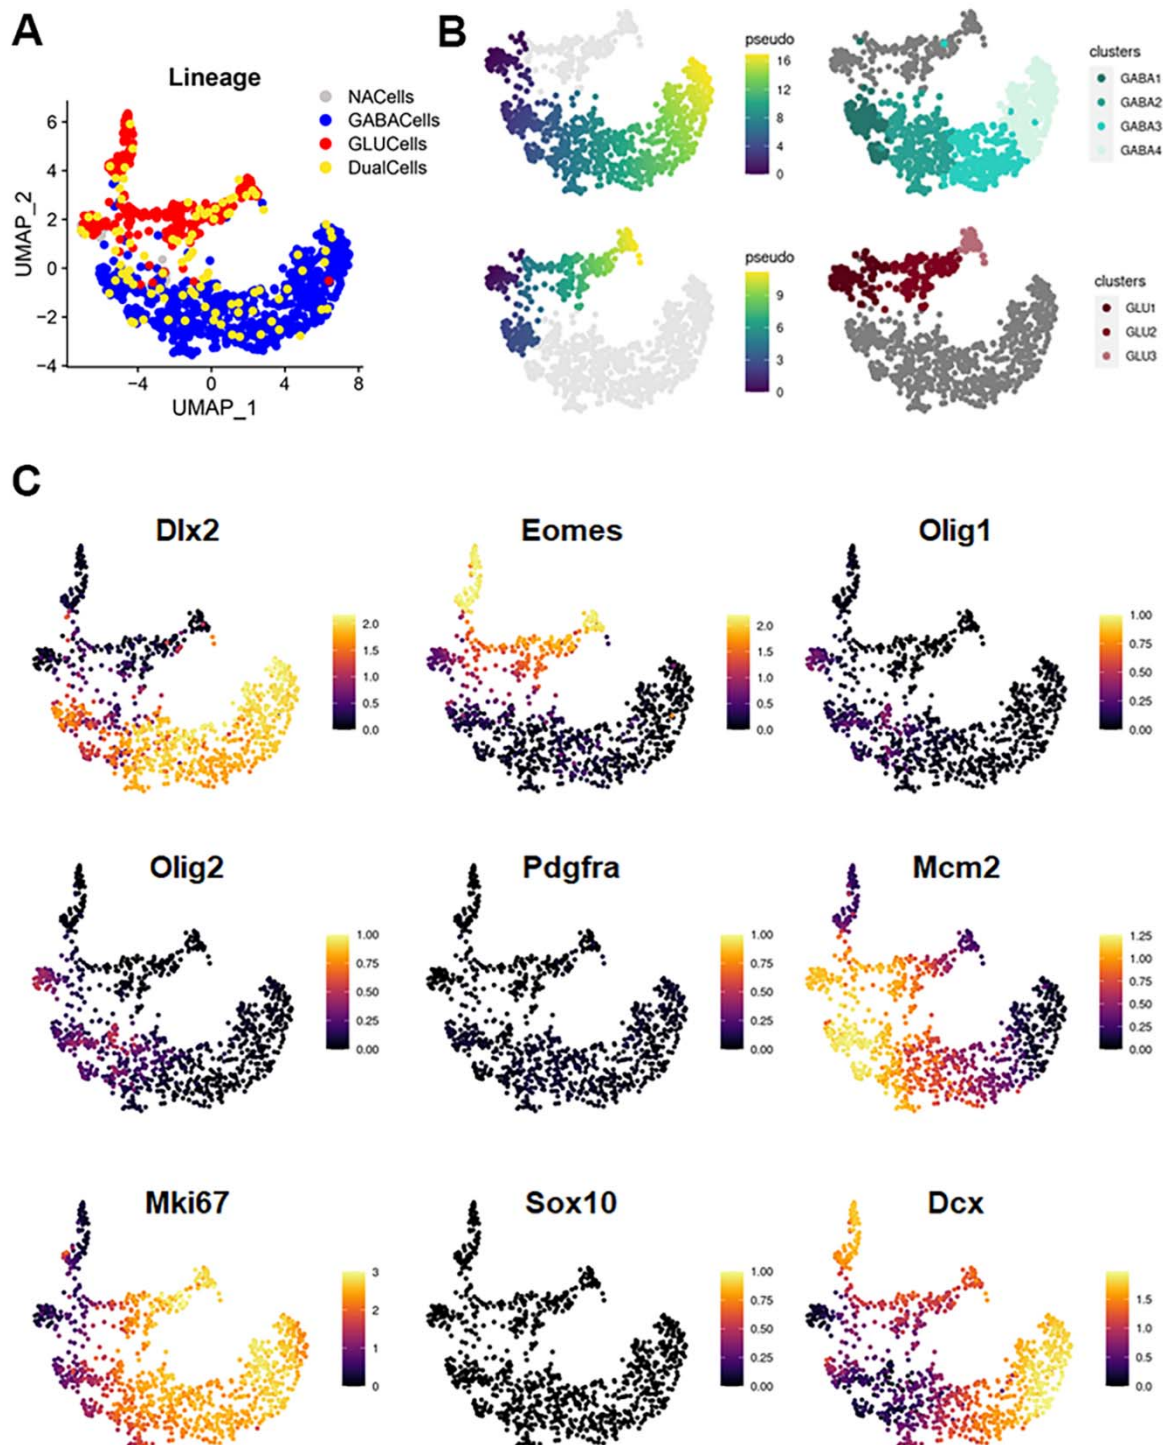 A
Lineage
NACells
GABACells
GLUCells
DualCells
UMAP_2
6
4
2
0
−2
−4
−4 0 4 8
UMAP_1
B
pseudo
16
12
8
4
0
clusters
GABA1
GABA2
GABA3
GABA4
pseudo
9
6
3
0
clusters
GLU1
GLU2
GLU3
C
Dlx2
2.0
1.5
1.0
0.5
0.0
Eomes
2.0
1.5
1.0
0.5
0.0
Olig1
1.00
0.75
0.50
0.25
0.00
Olig2
1.00
0.75
0.50
0.25
0.00
Pdgfra
1.00
0.75
0.50
0.25
0.00
Mcm2
1.25
1.00
0.75
0.50
0.25
0.00
Mki67
3
2
1
0
Sox10
1.00
0.75
0.50
0.25
0.00
Dcx
1.5
1.0
0.5
0.0